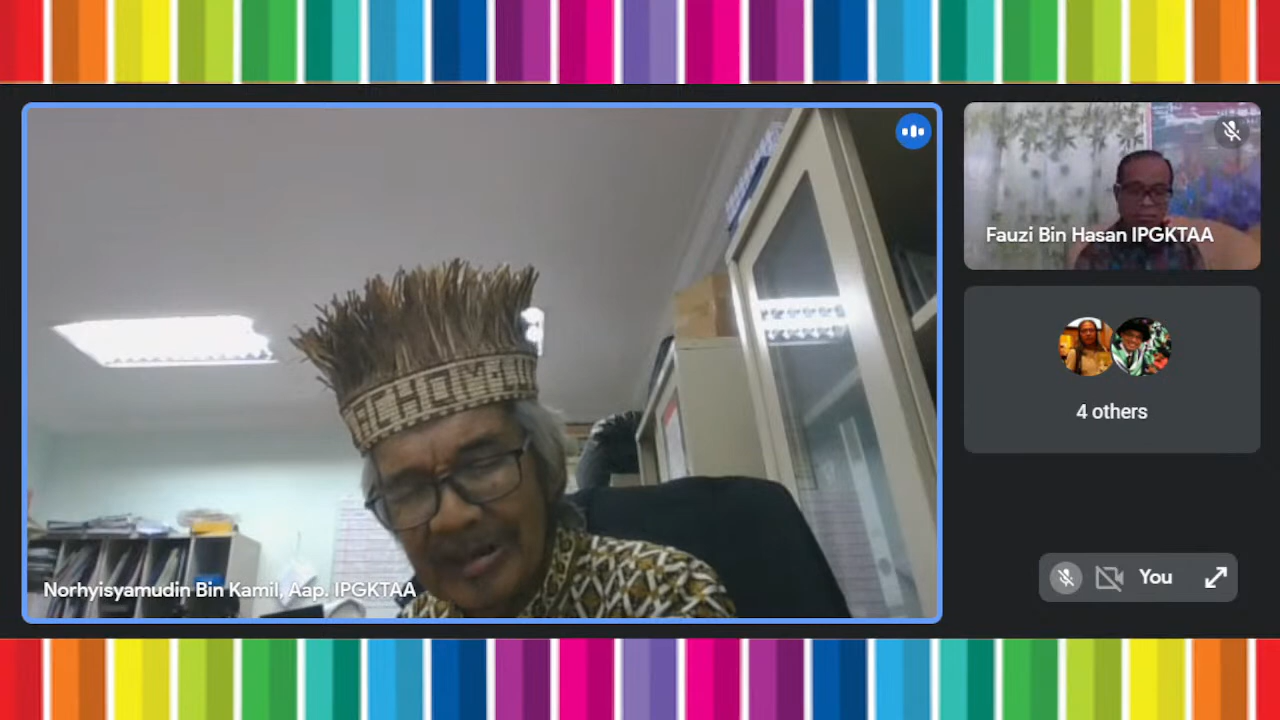 Fauzi Bin Hasan IPGKTAA
4 others
You
Norhyisyamudin Bin Kamil, Aap. IPGKTAA